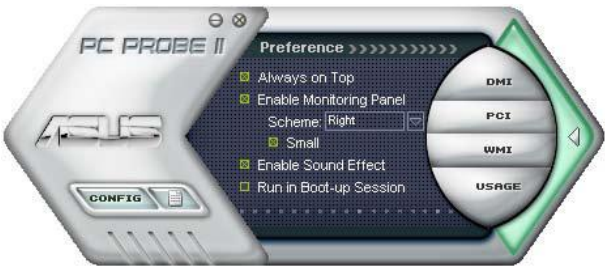 PC PROBE II
Preference
Always on Top
Enable Monitoring Panel
Scheme: Right
Small
Enable Sound Effect
Run in Boot-up Session
ASUS
CONFIG
DMI
PCI
WMI
USAGE